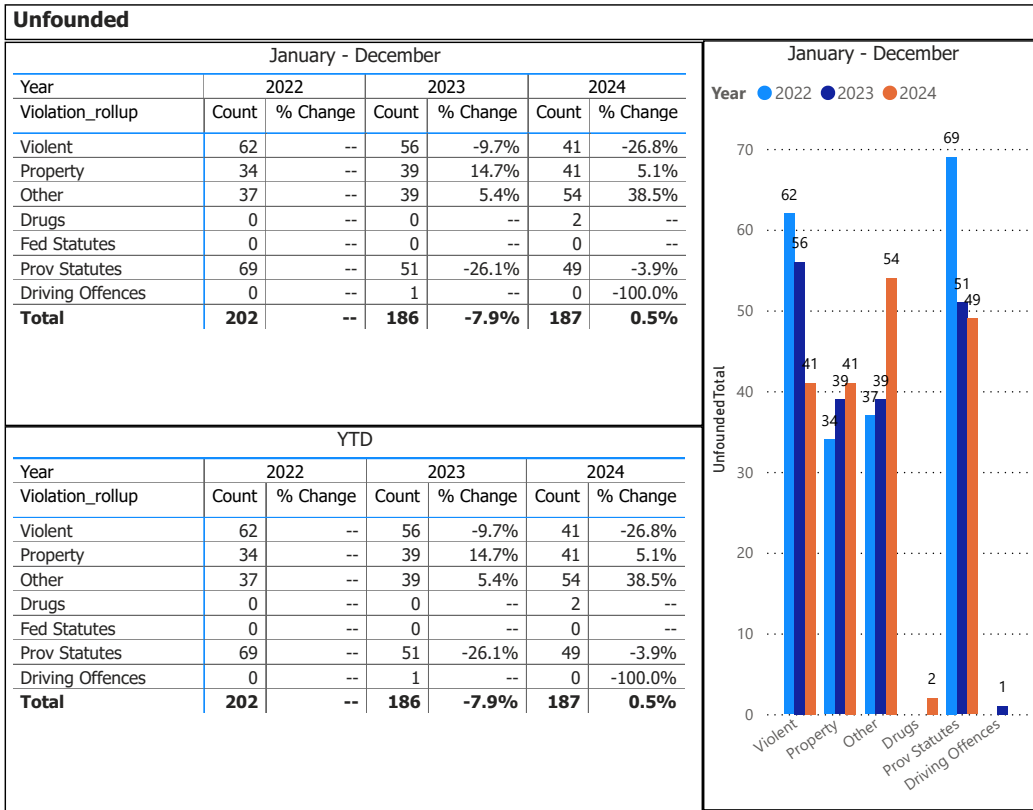 Unfounded
January - December
Year 2022 2023 2024
Violation_rollup Count % Change Count % Change Count % Change
Violent 62 -- 56 -9.7% 41 -26.8%
Property 34 -- 39 14.7% 41 5.1%
Other 37 -- 39 5.4% 54 38.5%
Drugs 0 -- 0 -- 2 --
Fed Statutes 0 -- 0 -- 0 --
Prov Statutes 69 -- 51 -26.1% 49 -3.9%
Driving Offences 0 -- 1 -- 0 -100.0%
Total 202 -- 186 -7.9% 187 0.5%
YTD
Year 2022 2023 2024
Violation_rollup Count % Change Count % Change Count % Change
Violent 62 -- 56 -9.7% 41 -26.8%
Property 34 -- 39 14.7% 41 5.1%
Other 37 -- 39 5.4% 54 38.5%
Drugs 0 -- 0 -- 2 --
Fed Statutes 0 -- 0 -- 0 --
Prov Statutes 69 -- 51 -26.1% 49 -3.9%
Driving Offences 0 -- 1 -- 0 -100.0%
Total 202 -- 186 -7.9% 187 0.5%
January - December
Year 2022 2023 2024
UnfoundedTotal
70
60
50
40
30
20
10
0
62 56 41
34 39 41
37 39 54
2
69 51 49
1
Violent
Property
Other
Drugs
Prov Statutes
Driving Offences